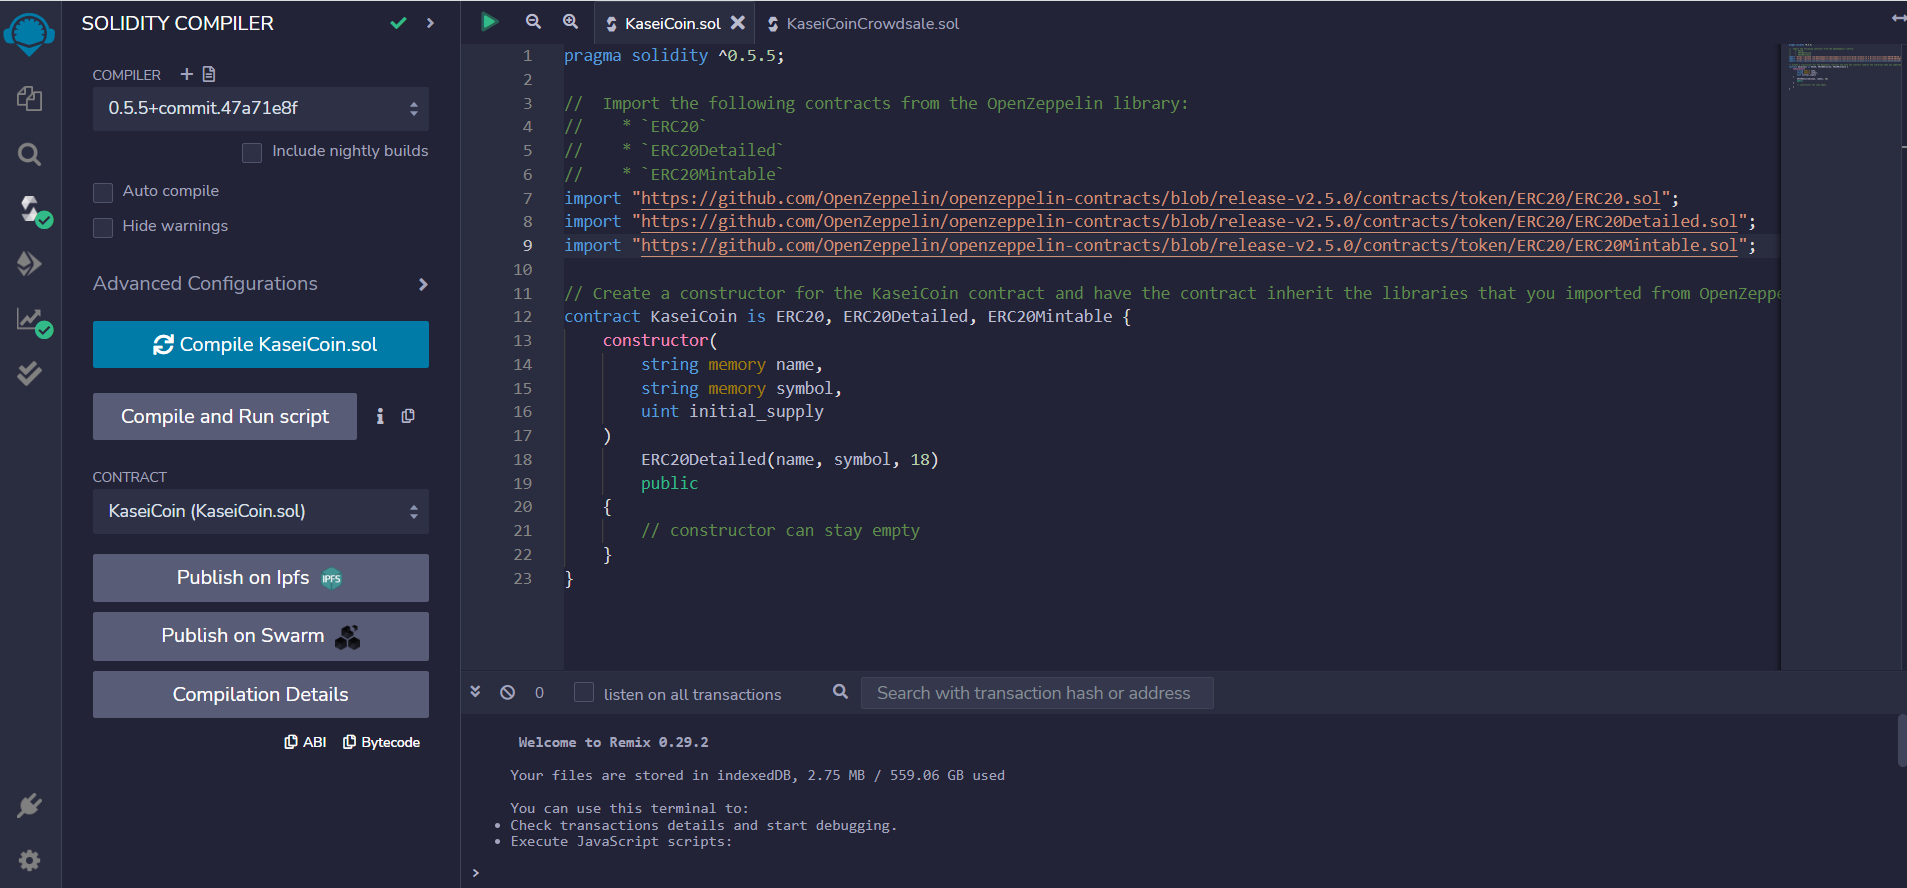 SOLIDITY COMPILER
COMPILER
0.5.5+commit.47a71e8f
Include nightly builds
Auto compile
Hide warnings
Advanced Configurations
Compile KaseiCoin.sol
Compile and Run script
CONTRACT
KaseiCoin (KaseiCoin.sol)
Publish on Ipfs IPFS
Publish on Swarm
Compilation Details
ABI Bytecode
KaseiCoin.sol KaseiCoinCrowdsale.sol
1 pragma solidity ^0.5.5;
2
3 //  Import the following contracts from the OpenZeppelin library:
4 //    * `ERC20`
5 //    * `ERC20Detailed`
6 //    * `ERC20Mintable`
7 import "https://github.com/OpenZeppelin/openzeppelin-contracts/blob/release-v2.5.0/contracts/token/ERC20/ERC20.sol";
8 import "https://github.com/OpenZeppelin/openzeppelin-contracts/blob/release-v2.5.0/contracts/token/ERC20/ERC20Detailed.sol";
9 import "https://github.com/OpenZeppelin/openzeppelin-contracts/blob/release-v2.5.0/contracts/token/ERC20/ERC20Mintable.sol";
10
11 // Create a constructor for the KaseiCoin contract and have the contract inherit the libraries that you imported from OpenZeppe
12 contract KaseiCoin is ERC20, ERC20Detailed, ERC20Mintable {
13     constructor(
14         string memory name,
15         string memory symbol,
16         uint initial_supply
17     )
18         ERC20Detailed(name, symbol, 18)
19         public
20     {
21         // constructor can stay empty
22     }
23 }
0 listen on all transactions Search with transaction hash or address
Welcome to Remix 0.29.2
Your files are stored in indexedDB, 2.75 MB / 559.06 GB used
You can use this terminal to:
• Check transactions details and start debugging.
• Execute JavaScript scripts:
>